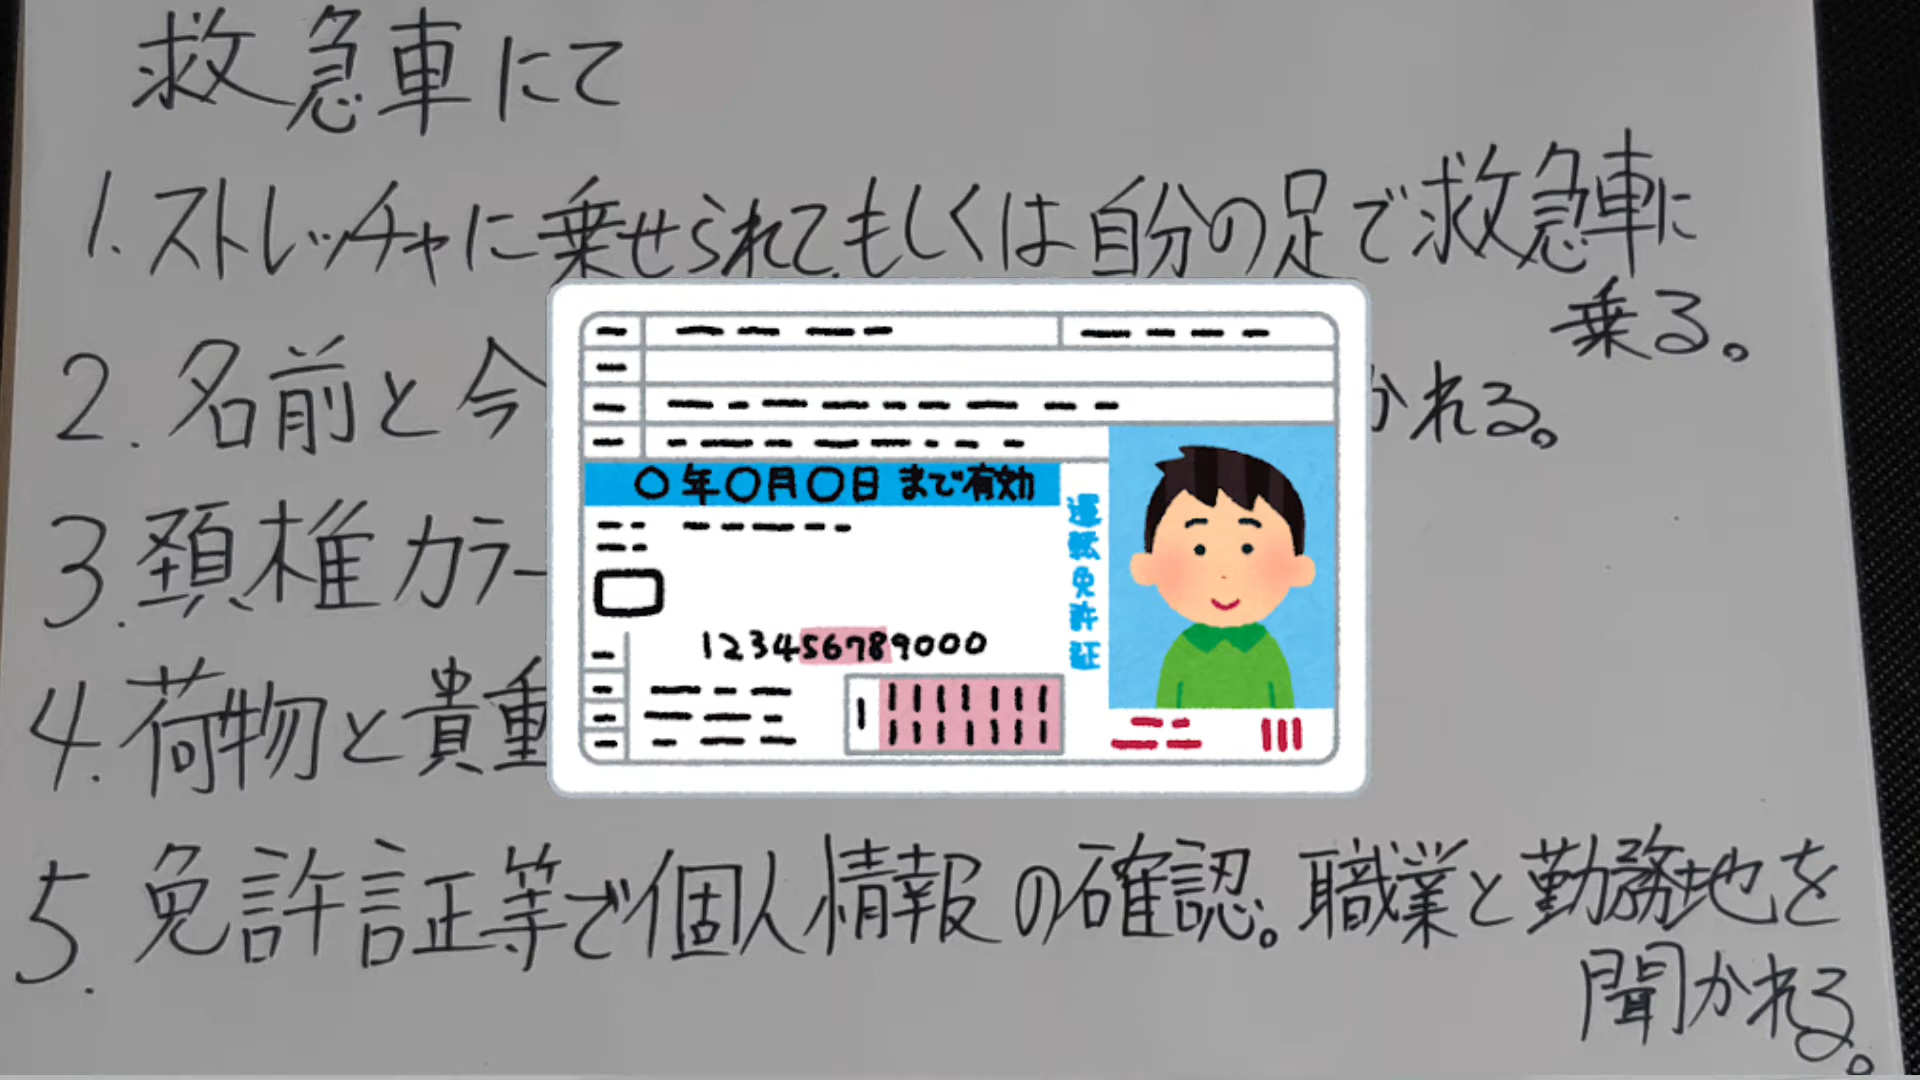 救急車にて
1. ストレッチャに乗せられてもしくは自分の足で救急車に
乗る。
2. 名前と今
かれる。
3. 頚椎カラー
4. 荷物と貴重
〇年〇月〇日 まで有効
運転免許証
123456789000
5. 免許証等で個人情報の確認。職業と勤務地を
聞かれる。